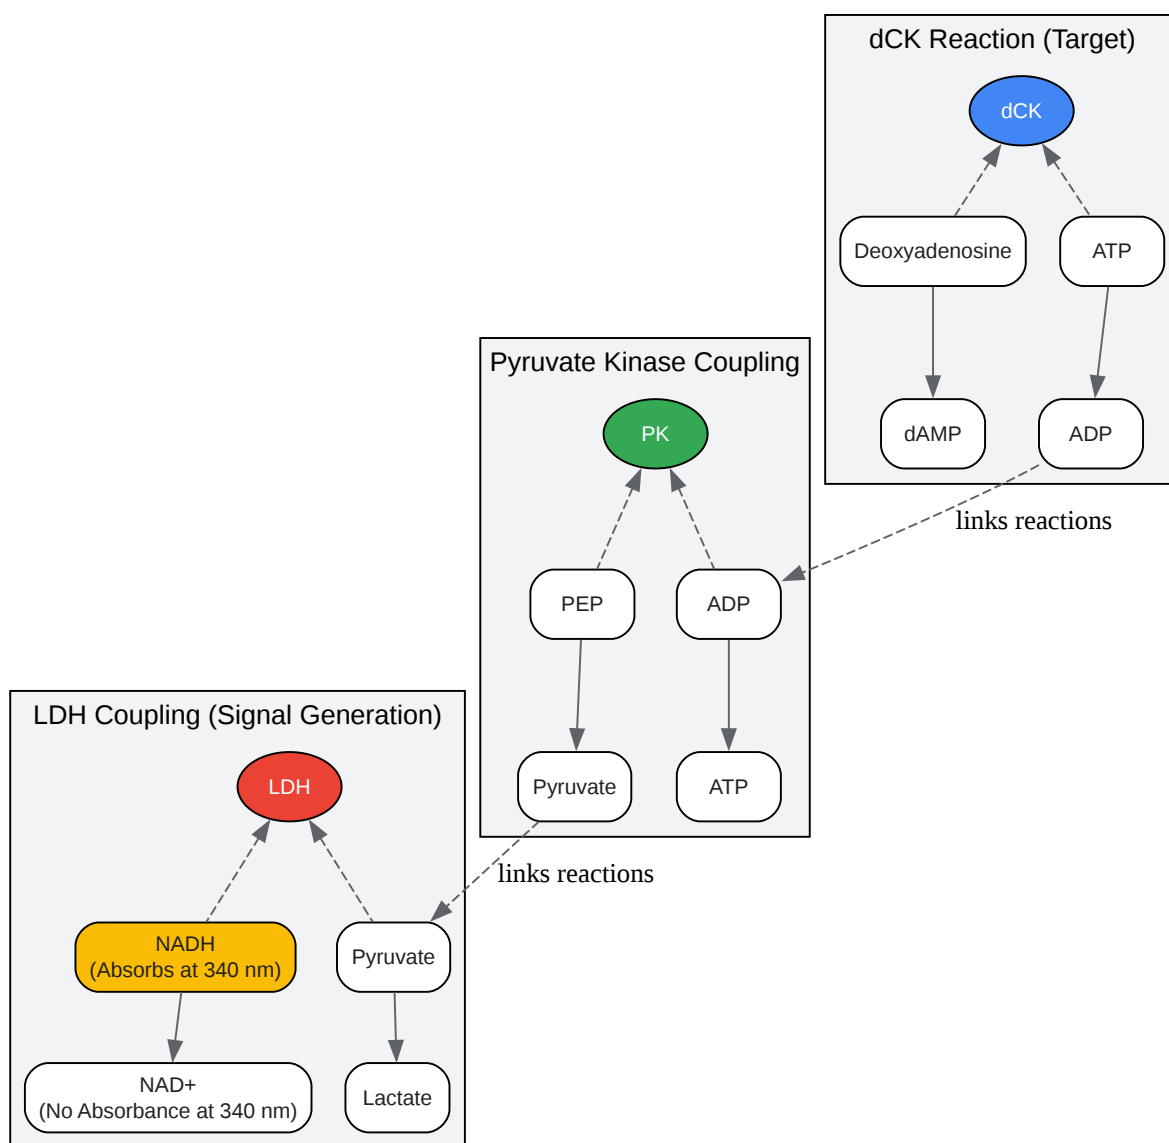 dCK Reaction (Target)
dCK
Deoxyadenosine
ATP
dAMP
ADP
links reactions
Pyruvate Kinase Coupling
PK
PEP
ADP
Pyruvate
ATP
links reactions
LDH Coupling (Signal Generation)
LDH
NADH
(Absorbs at 340 nm)
Pyruvate
NAD+
(No Absorbance at 340 nm)
Lactate